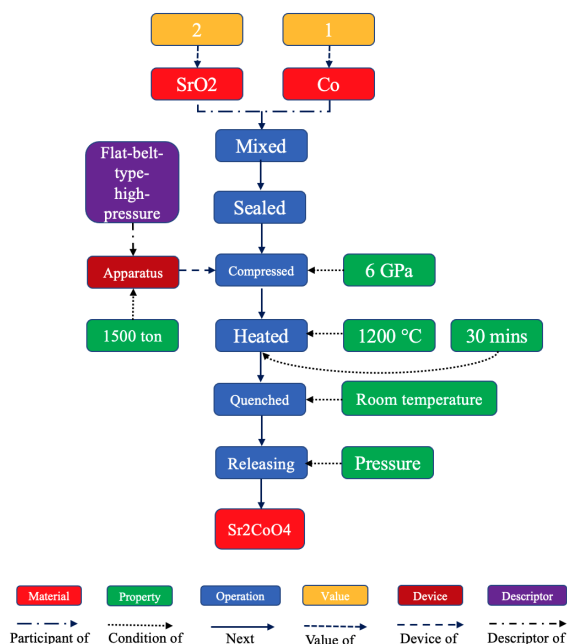 2 1
SrO2 Co
Mixed
Flat-belt-
type-
high-
pressure
Sealed
Apparatus Compressed 6 GPa
1500 ton Heated 1200 °C 30 mins
Quenched Room temperature
Releasing Pressure
Sr2CoO4
Material Property Operation Value Device Descriptor
Participant of Condition of Next Value of Device of Descriptor of